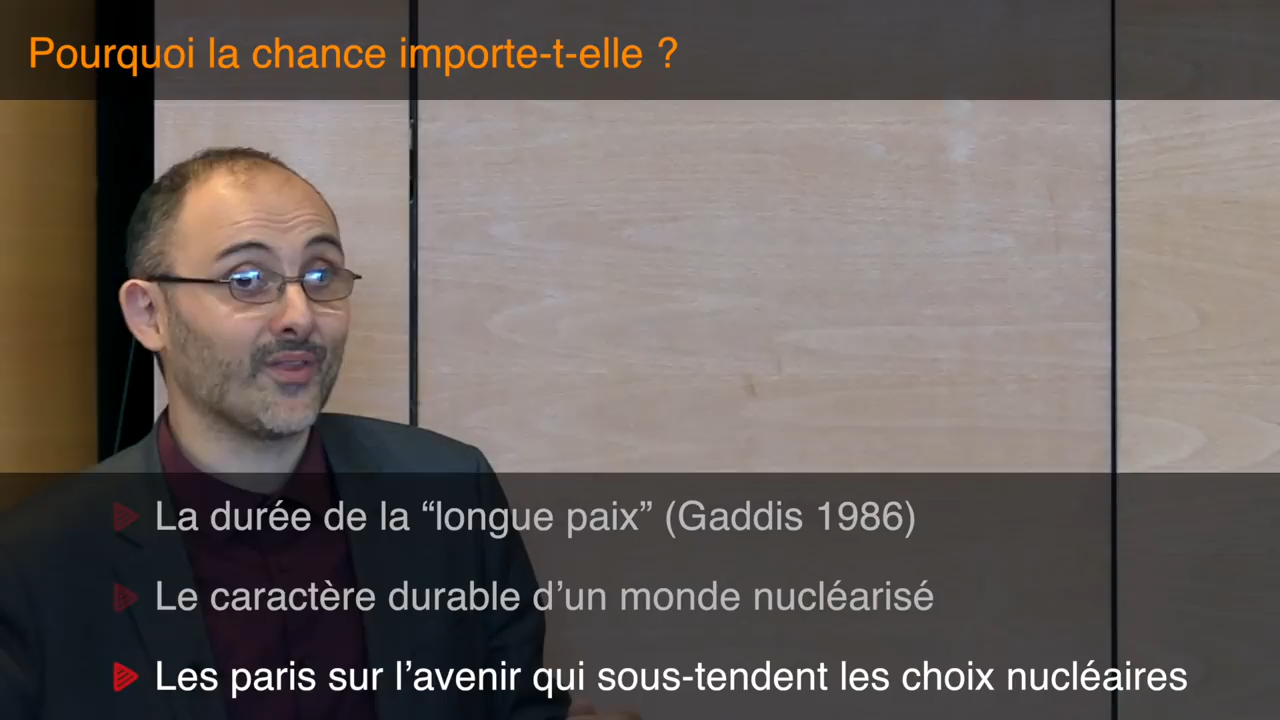 Pourquoi la chance importe-t-elle ?
La durée de la “longue paix” (Gaddis 1986)
Le caractère durable d’un monde nucléarisé
Les paris sur l’avenir qui sous-tendent les choix nucléaires